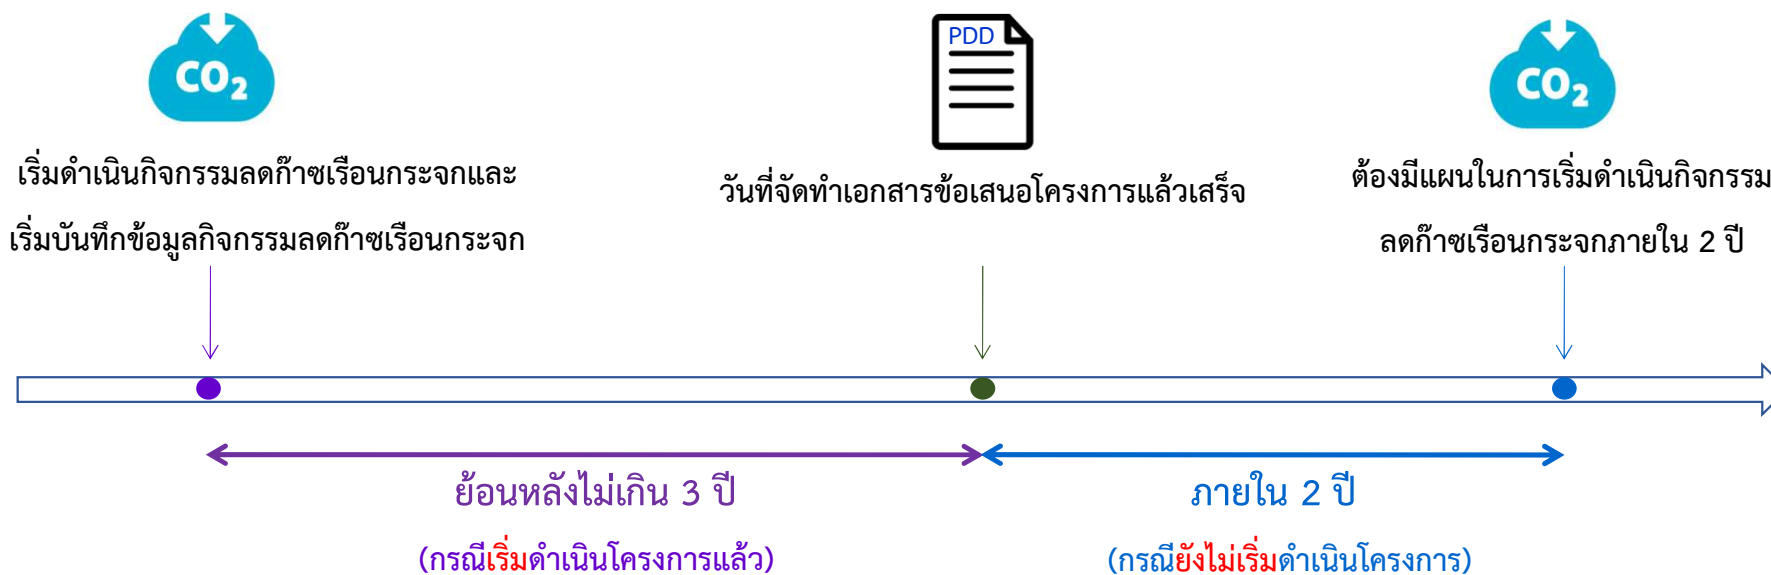 CO2
เริ่มดำเนินกิจกรรมลดก๊าซเรือนกระจกและ
เริ่มบันทึกข้อมูลกิจกรรมลดก๊าซเรือนกระจก
PDD
วันที่จัดทำเอกสารข้อเสนอโครงการแล้วเสร็จ
CO2
ต้องมีแผนในการเริ่มดำเนินกิจกรรม
ลดก๊าซเรือนกระจกภายใน 2 ปี
ย้อนหลังไม่เกิน 3 ปี
(กรณีเริ่มดำเนินโครงการแล้ว)
ภายใน 2 ปี
(กรณียังไม่เริ่มดำเนินโครงการ)